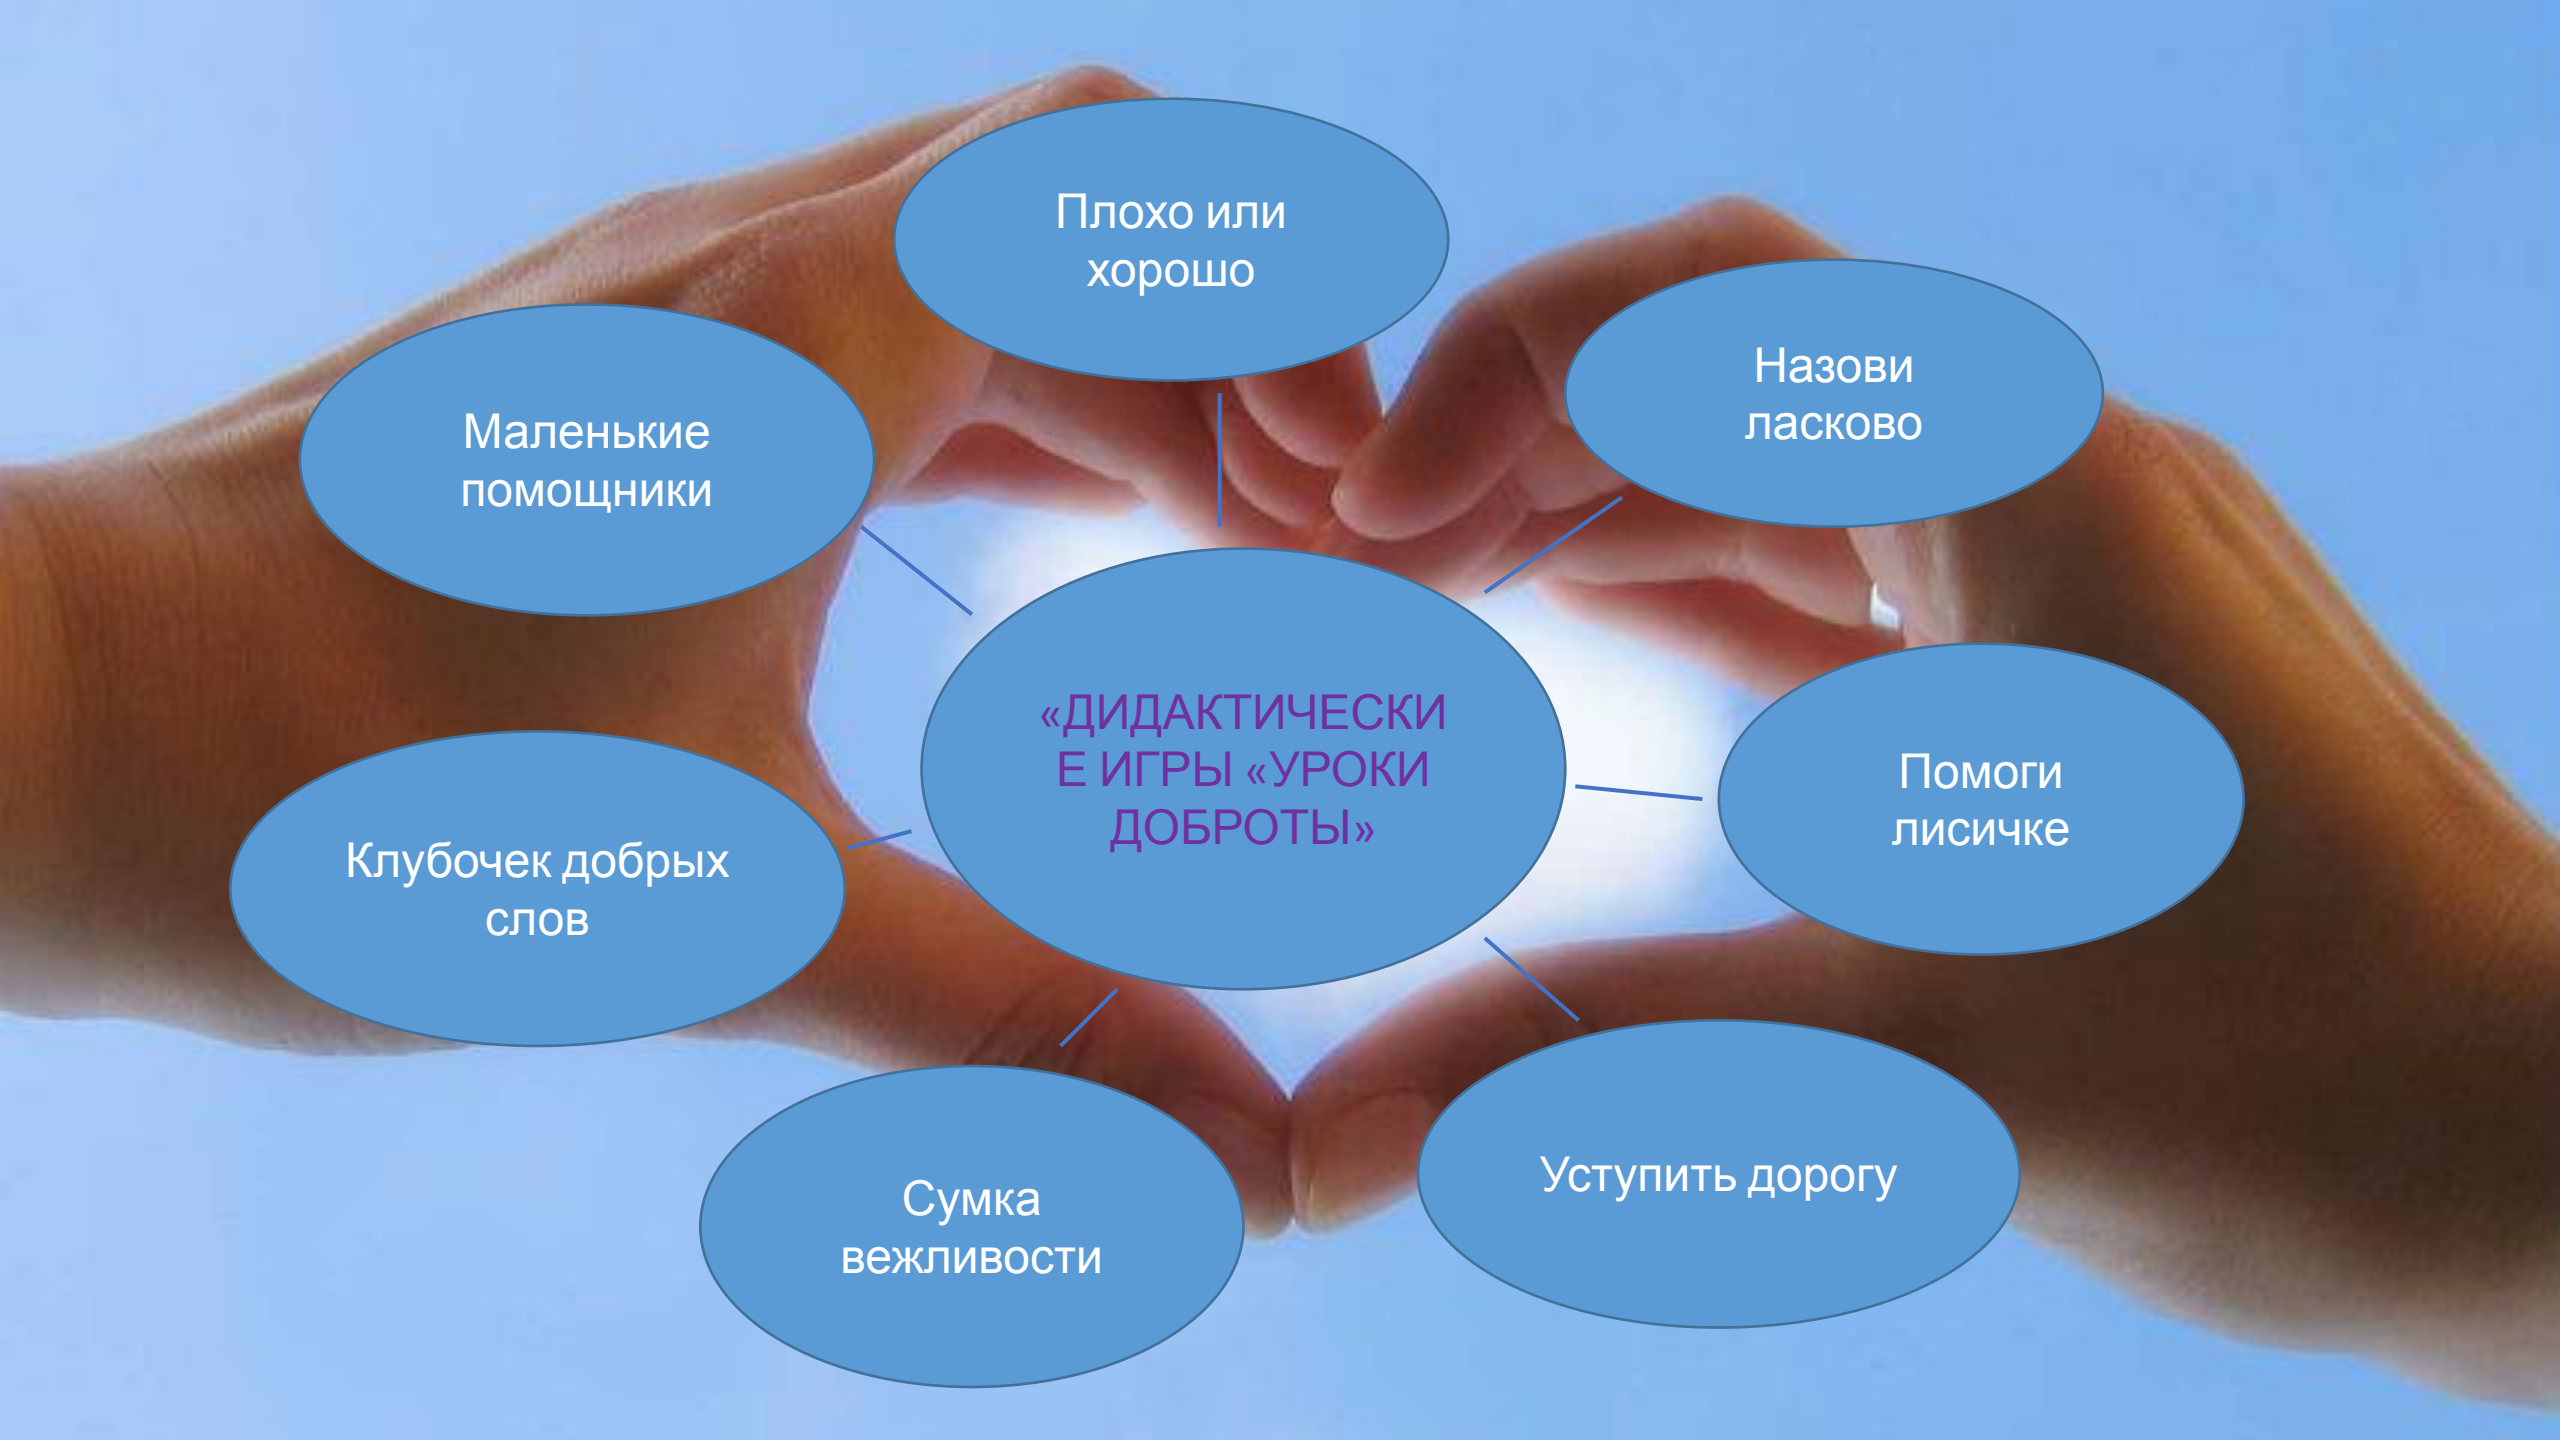 Плохо или
хорошо
Назови
ласково
Маленькие
помощники
«ДИДАКТИЧЕСКИ
Е ИГРЫ «УРОКИ
ДОБРОТЫ»
Помоги
лисичке
Клубочек добрых
слов
Уступить дорогу
Сумка
вежливости